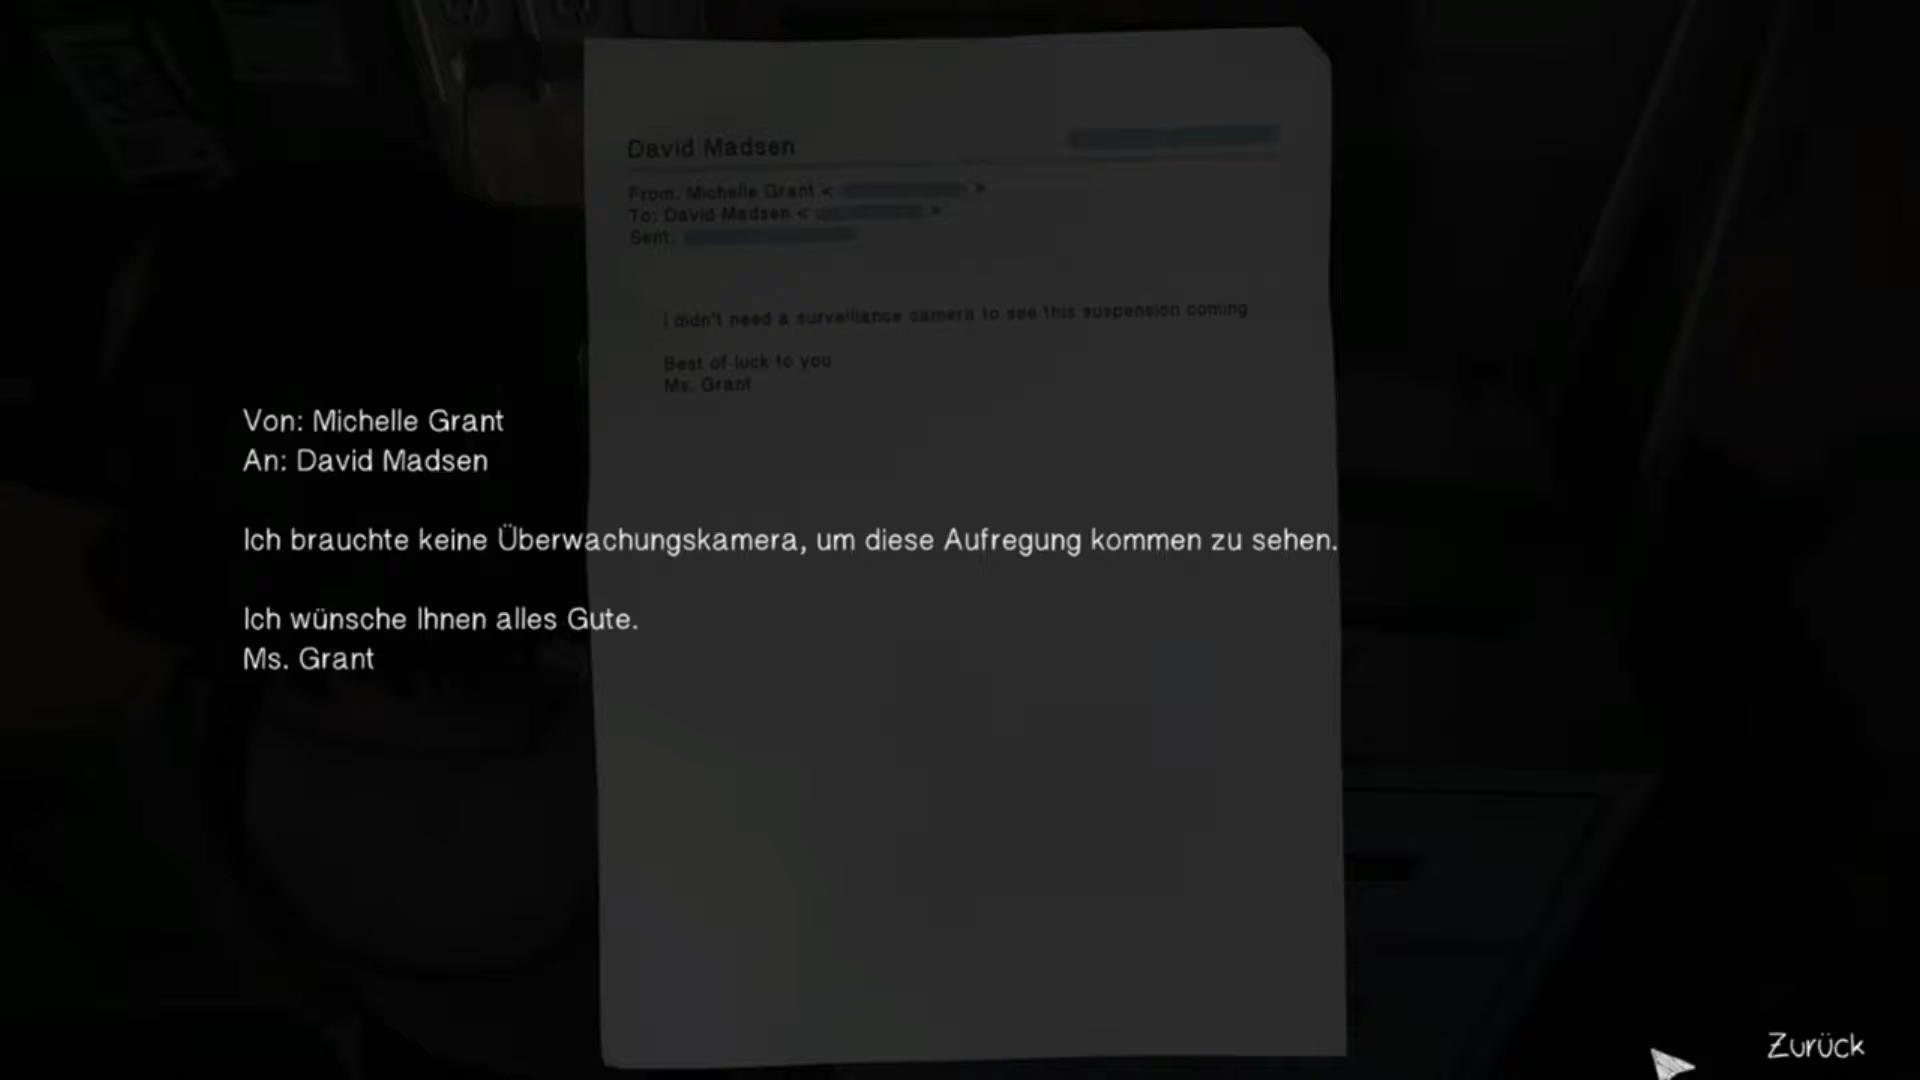 David Madsen
From: Michelle Grant < >
To: David Madsen < >
Sent:
I didn't need a surveillance camera to see this suspension coming
Best of luck to you
Ms. Grant
Von: Michelle Grant
An: David Madsen
Ich brauchte keine Überwachungskamera, um diese Aufregung kommen zu sehen.
Ich wünsche Ihnen alles Gute.
Ms. Grant
Zurück